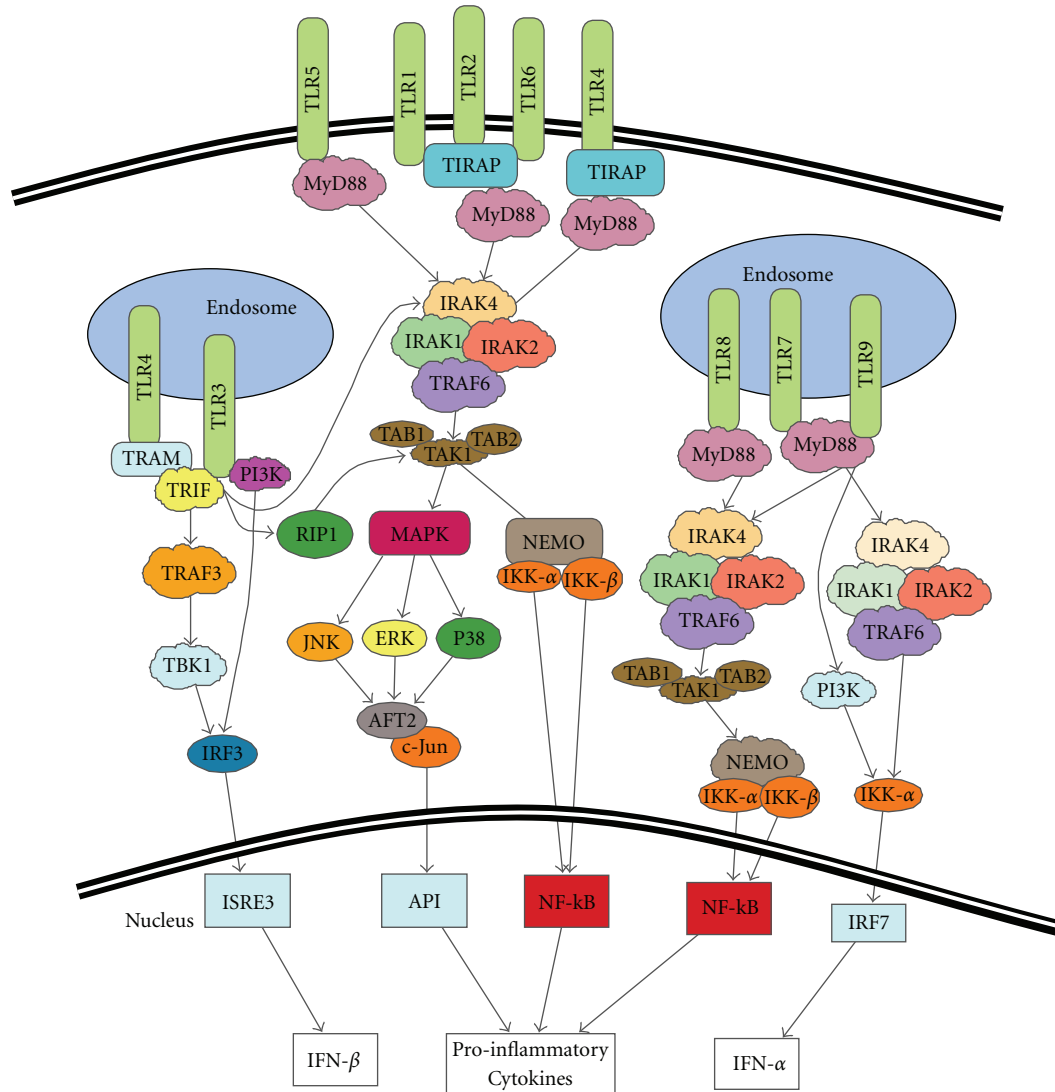 TLR5
TLR1
TLR2
TLR6
TLR4
TIRAP
TIRAP
MyD88
MyD88
MyD88
Endosome
TLR4
TLR3
TRAM
TRIF
PI3K
TRAF3
TBK1
IRF3
RIP1
IRAK4
IRAK1
IRAK2
TRAF6
TAB1
TAB2
TAK1
MAPK
NEMO
IKK-α
IKK-β
JNK
ERK
P38
AFT2
c-Jun
Endosome
TLR8
TLR7
TLR9
MyD88
MyD88
IRAK4
IRAK1
IRAK2
TRAF6
TAB1
TAB2
TAK1
NEMO
IKK-α
IKK-β
IRAK4
IRAK1
IRAK2
TRAF6
PI3K
IKK-α
Nucleus
ISRE3
API
NF-kB
NF-kB
IRF7
IFN-β
Pro-inflammatory
Cytokines
IFN-α